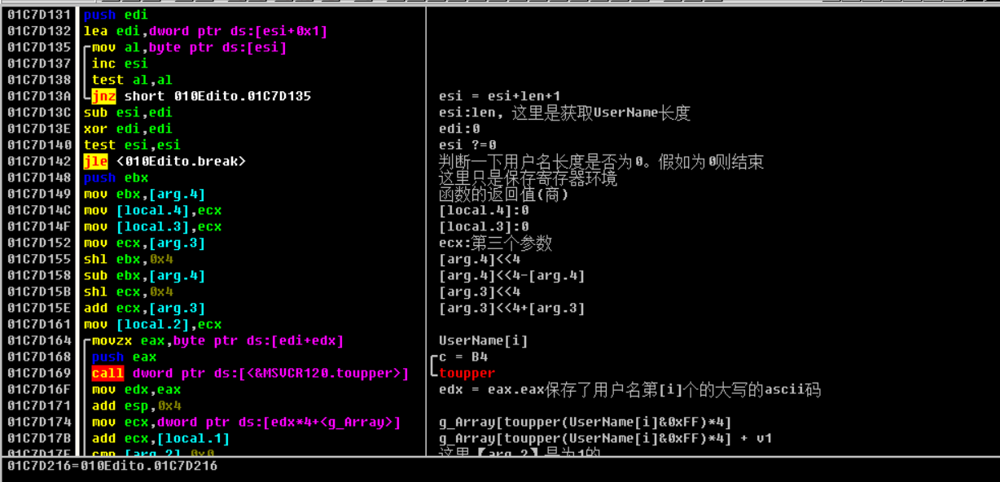 01C7D131 push edi
01C7D132 lea edi,dword ptr ds:[esi+0x1]
01C7D135 mov al,byte ptr ds:[esi]
01C7D137 inc esi
01C7D138 test al,al
01C7D13A jnz short 010Edito.01C7D135 esi = esi+len+1
01C7D13C sub esi,edi esi:len, 这里是获取UserName长度
01C7D13E xor edi,edi edi:0
01C7D140 test esi,esi esi ?=0
01C7D142 jle <010Edito.break> 判断一下用户名长度是否为0。假如为0则结束
01C7D148 push ebx 这里只是保存寄存器环境
01C7D149 mov ebx,[arg.4] 函数的返回值(商)
01C7D14C mov [local.4],ecx [local.4]:0
01C7D14F mov [local.3],ecx [local.3]:0
01C7D152 mov ecx,[arg.3] ecx:第三个参数
01C7D155 shl ebx,0x4 [arg.4]<<4
01C7D158 sub ebx,[arg.4] [arg.4]<<4-[arg.4]
01C7D15B shl ecx,0x4 [arg.3]<<4
01C7D15E add ecx,[arg.3] [arg.3]<<4+[arg.3]
01C7D161 mov [local.2],ecx
01C7D164 movzx eax,byte ptr ds:[edi+edx] UserName[i]
01C7D168 push eax c = B4
01C7D169 call dword ptr ds:[<&MSVCR120.toupper>] toupper
01C7D16F mov edx,eax edx = eax.eax保存了用户名第[i]个的大写的ascii码
01C7D171 add esp,0x4
01C7D174 mov ecx,dword ptr ds:[edx*4+<g_Array>] g_Array[toupper(UserName[i]&0xFF)*4]
01C7D17B add ecx,[local.1] g_Array[toupper(UserName[i]&0xFF)*4] + v1
01C7D17E cmp [arg.2],0x0 这里【arg.2】是为1的
01C7D216=010Edito.01C7D216